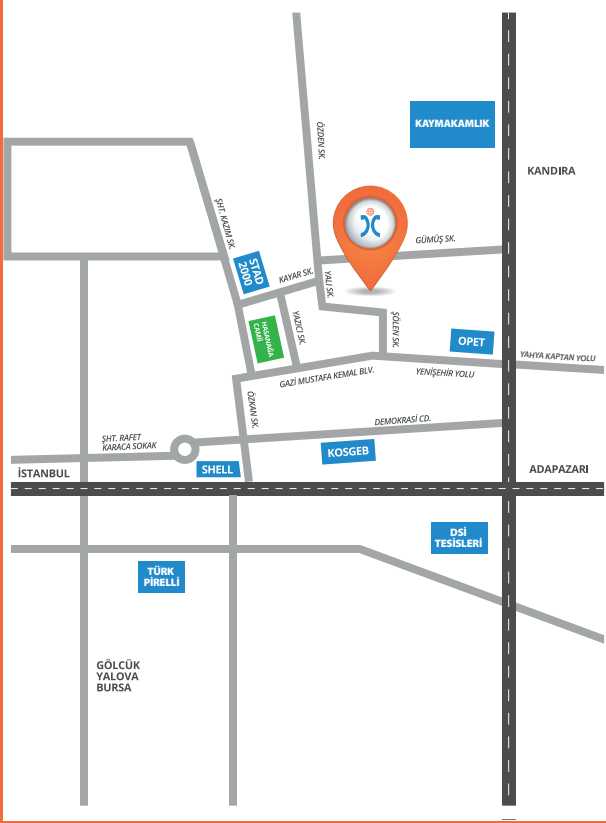 KAYMAKAMLIK
ÖZDEN SK.
KANDIRA
ŞHT. KAZIM SK.
GÜMÜŞ SK.
STAD
2000
KAYAR SK.
YALI SK.
YAZICI SK.
HASANAĞA
CAMİİ
ŞÖLEN SK.
OPET
YAHYA KAPTAN YOLU
GAZİ MUSTAFA KEMAL BLV.
YENİŞEHİR YOLU
ÖZKAN SK.
DEMOKRASİ CD.
ŞHT. RAFET
KARACA SOKAK
KOSGEB
İSTANBUL
SHELL
ADAPAZARI
DSİ
TESİSLERİ
TÜRK
PİRELLİ
GÖLCÜK
YALOVA
BURSA